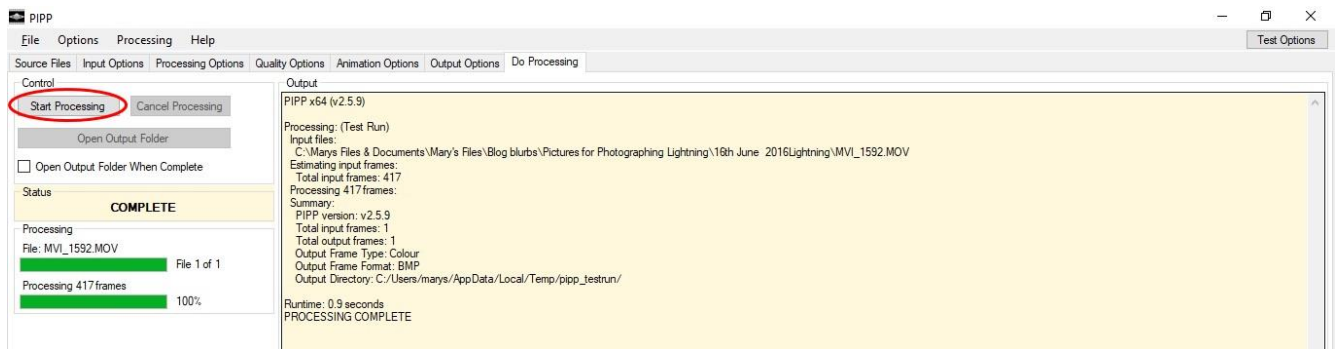 PIPP
File Options Processing Help
Test Options
Source Files Input Options Processing Options Quality Options Animation Options Output Options Do Processing
Control
Start Processing Cancel Processing
Open Output Folder
Open Output Folder When Complete
Status
COMPLETE
Processing
File: MVI_1592.MOV
File 1 of 1
Processing 417 frames
100%
Output
PIPP x64 (v2.5.9)
Processing: (Test Run)
Input files:
C:\Marys Files & Documents\Mary's Files\Blog blurbs\Pictures for Photographing Lightning\16th June 2016Lightning\MVI_1592.MOV
Estimating input frames:
Total input frames: 417
Processing 417 frames:
Summary:
PIPP version: v2.5.9
Total input frames: 1
Total output frames: 1
Output Frame Type: Colour
Output Frame Format: BMP
Output Directory: C:/Users/marys/AppData/Local/Temp/pipp_testrun/
Runtime: 0.9 seconds
PROCESSING COMPLETE